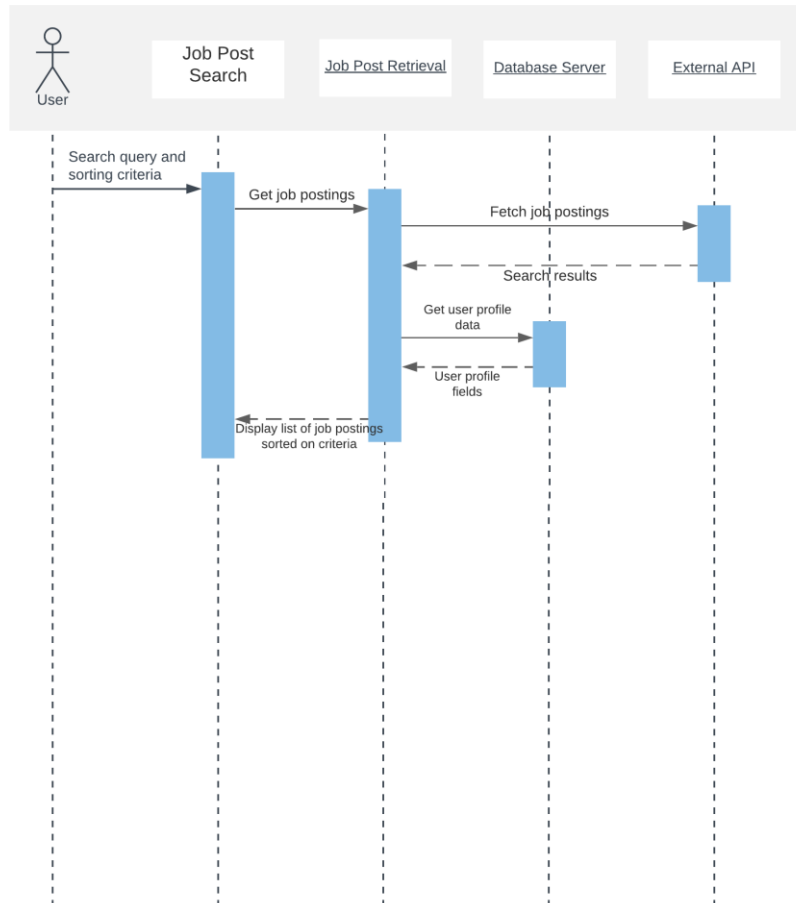 User
Job Post
Search
Job Post Retrieval
Database Server
External API
Search query and
sorting criteria
Get job postings
Fetch job postings
Search results
Get user profile
data
User profile
fields
Display list of job postings
sorted on criteria